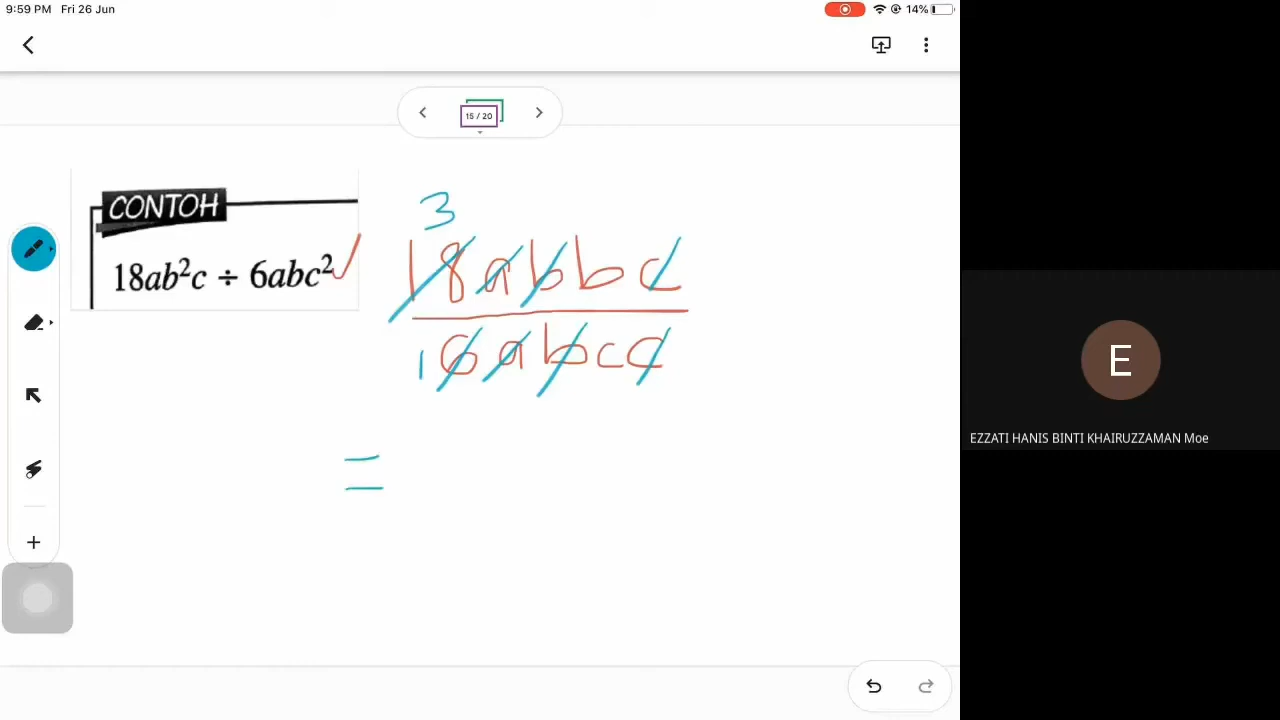 9:59 PM Fri 26 Jun
14%
15 / 20
CONTOH
18ab²c ÷ 6abc²
3
18abbc
1 6abcc
=
E
EZZATI HANIS BINTI KHAIRUZZAMAN Moe